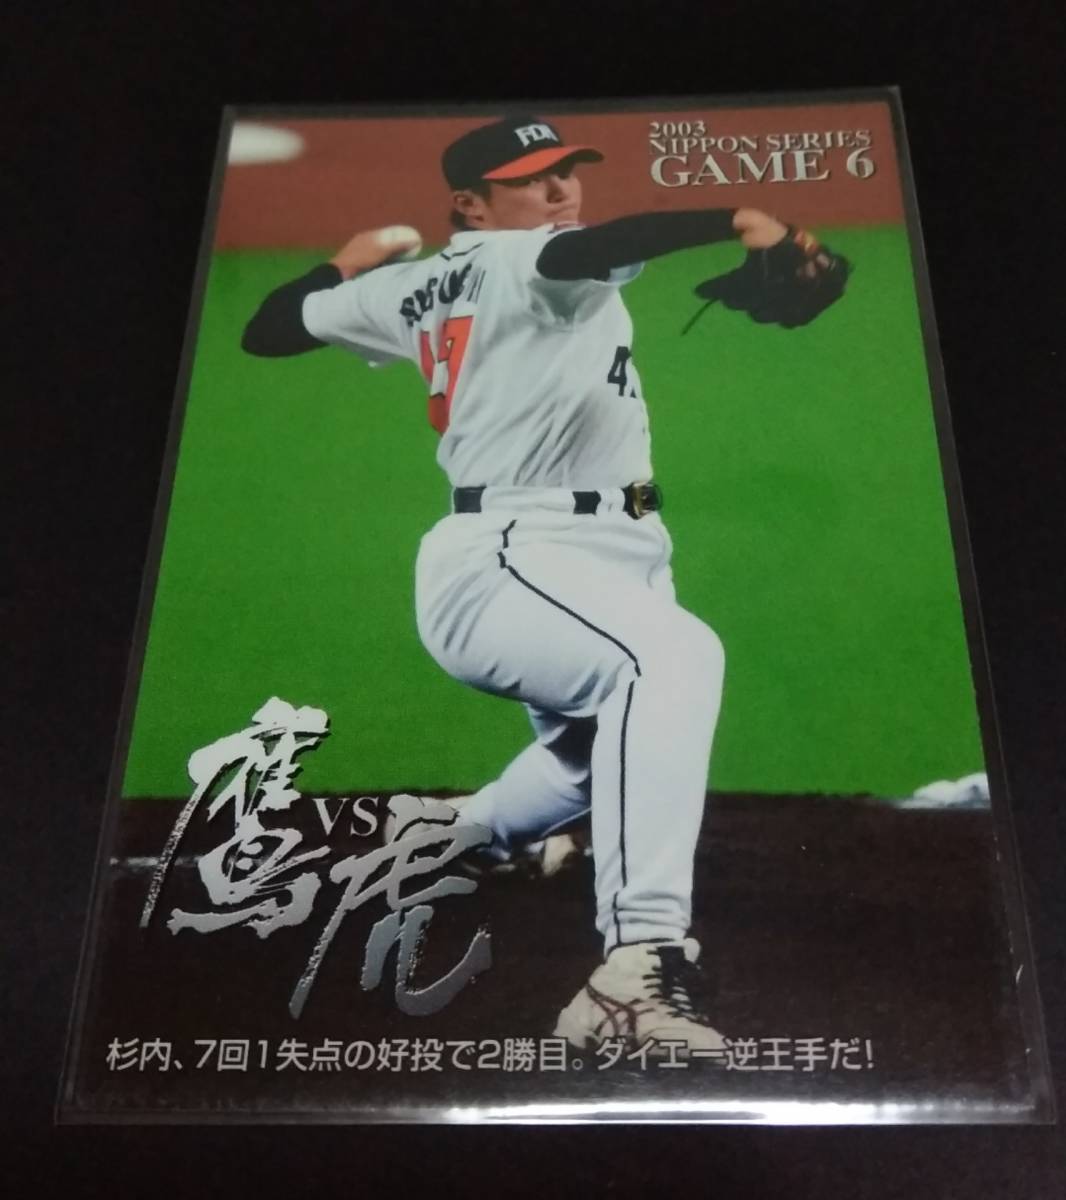 2003
NIPPON SERIES
GAME 6
FDH
47
鷹
VS
虎
杉内、7回1失点の好投で2勝目。ダイエー逆王手だ!